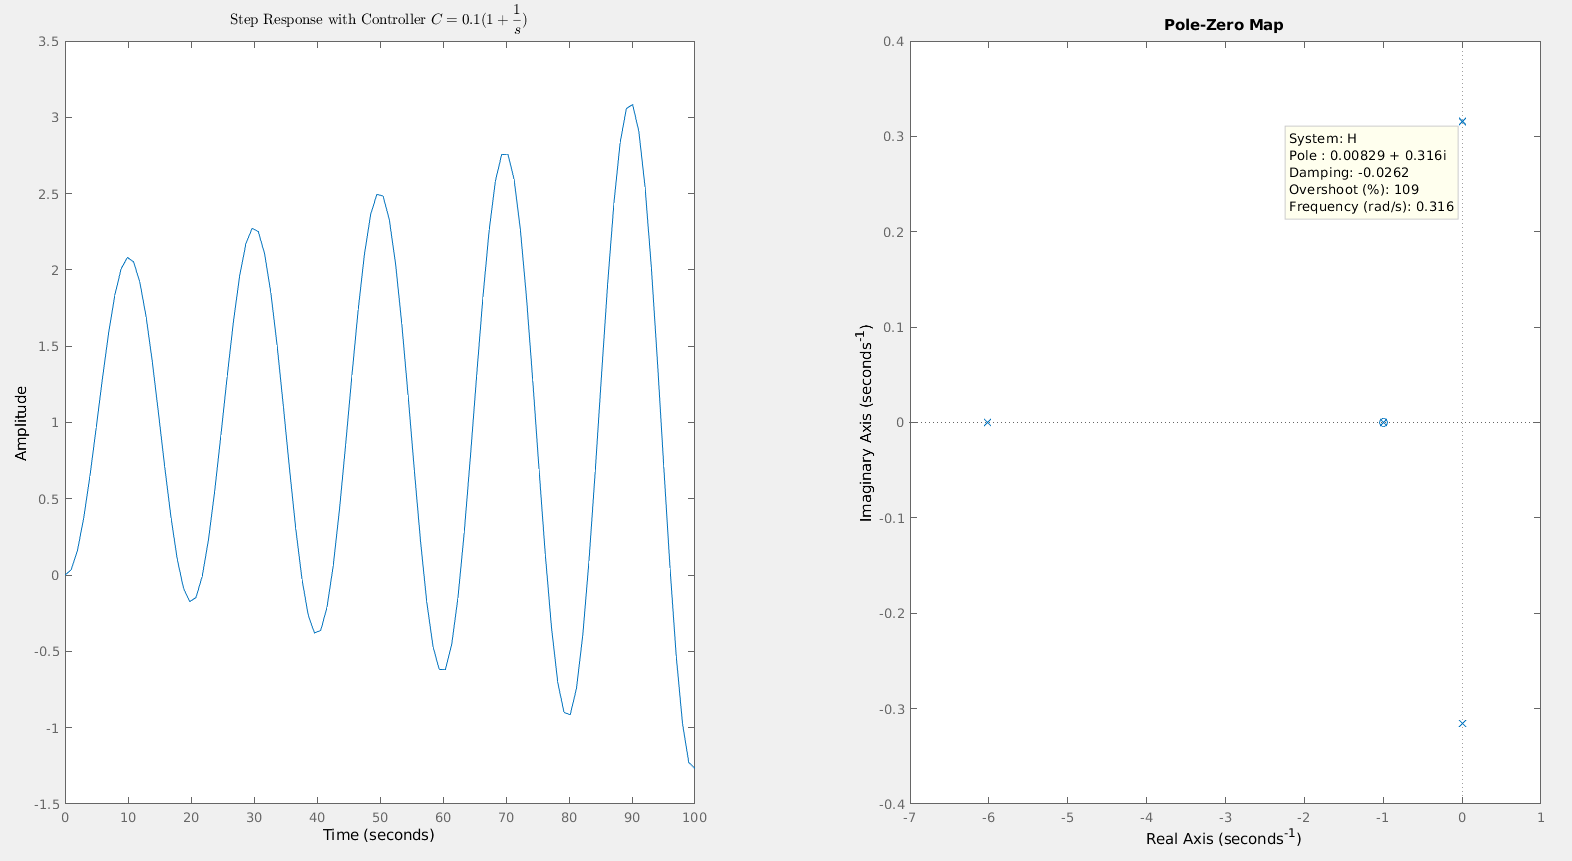 Step Response with Controller C = 0.1(1 + 1/s)
3.5
3
2.5
2
1.5
1
0.5
0
-0.5
-1
-1.5
Amplitude
0 10 20 30 40 50 60 70 80 90 100
Time (seconds)
Pole-Zero Map
0.4
0.3
0.2
0.1
0
-0.1
-0.2
-0.3
-0.4
Imaginary Axis (seconds⁻¹)
System: H
Pole : 0.00829 + 0.316i
Damping: -0.0262
Overshoot (%): 109
Frequency (rad/s): 0.316
-7 -6 -5 -4 -3 -2 -1 0 1
Real Axis (seconds⁻¹)